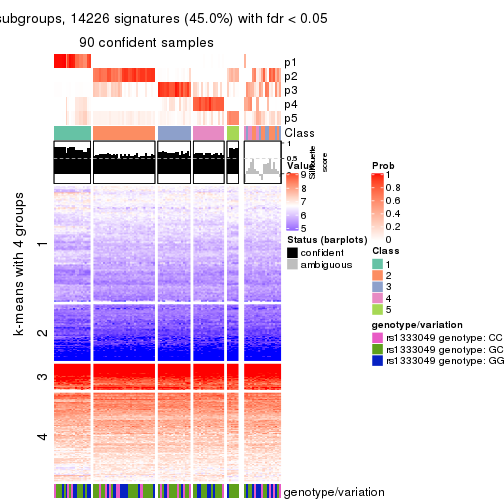 subgroups, 14226 signatures (45.0%) with fdr < 0.05
90 confident samples
p1
p2
p3
p4
p5
Class
1
0.5
0
Silhouette
score
Value
9
8
7
6
5
Prob
1
0.8
0.6
0.4
0.2
0
Status (barplots)
confident
ambiguous
Class
1
2
3
4
5
genotype/variation
rs1333049 genotype: CC
rs1333049 genotype: GC
rs1333049 genotype: GG
k-means with 4 groups
1
2
3
4
genotype/variation